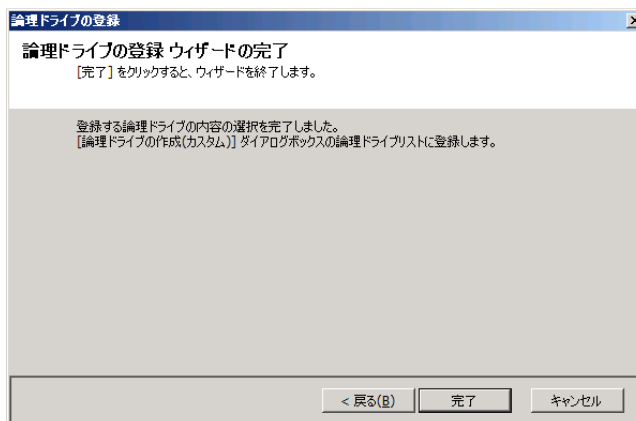 論理ドライブの登録
論理ドライブの登録 ウィザードの完了
[完了] をクリックすると、ウィザードを終了します。
登録する論理ドライブの内容の選択を完了しました。
[論理ドライブの作成(カスタム)] ダイアログボックスの論理ドライブリストに登録します。
< 戻る(B) 完了 キャンセル